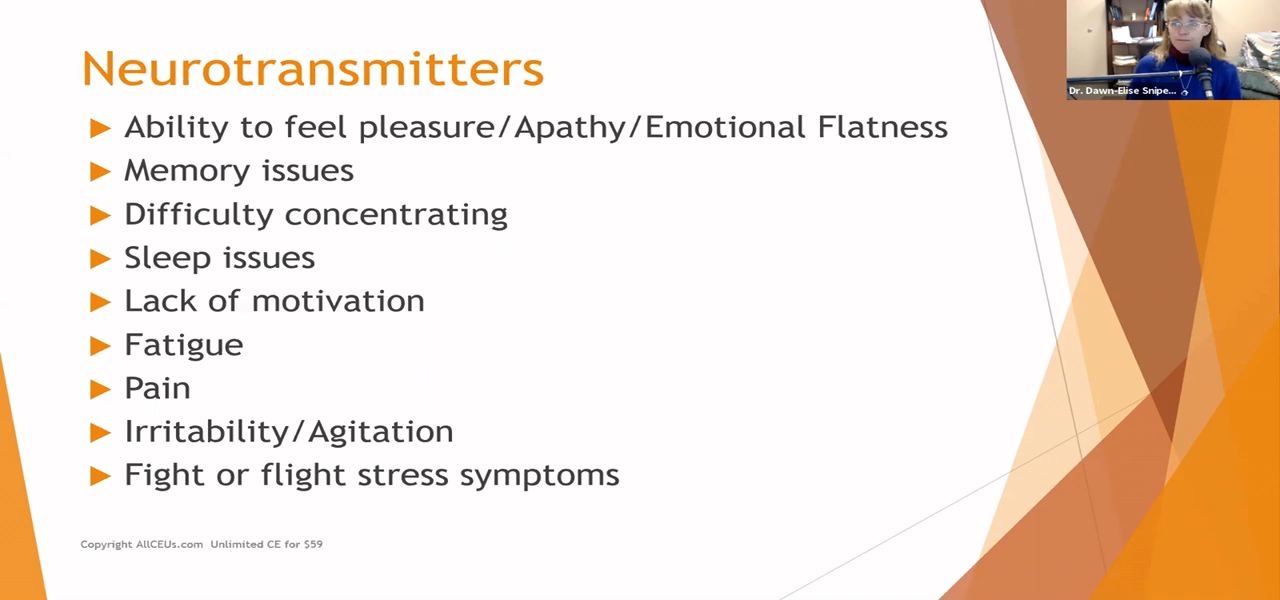 Neurotransmitters
Ability to feel pleasure/Apathy/Emotional Flatness
Memory issues
Difficulty concentrating
Sleep issues
Lack of motivation
Fatigue
Pain
Irritability/Agitation
Fight or flight stress symptoms
Copyright AllCEUs.com Unlimited CE for $59
Dr. Dawn-Elise Snipe...